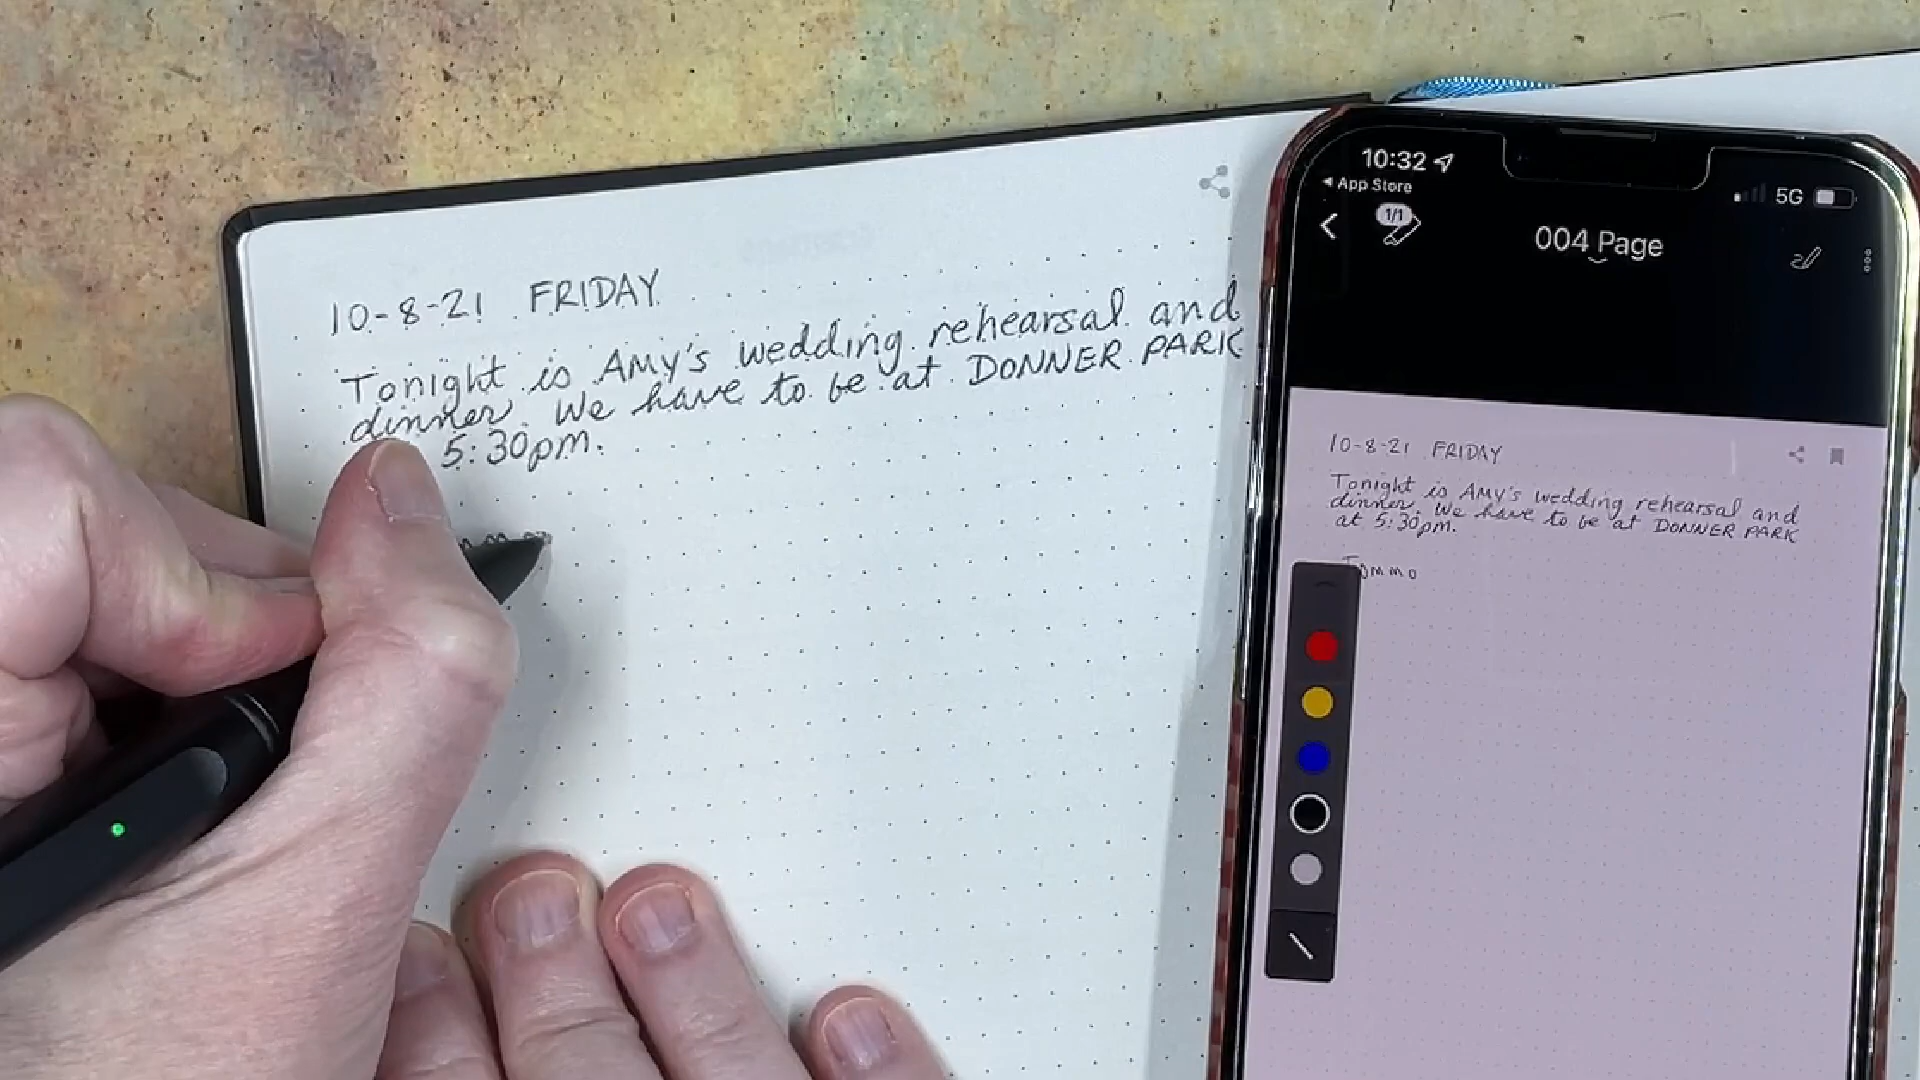 10-8-21 FRIDAY
Tonight is AMY'S wedding rehearsal and
dinner. We have to be at DONNER PARK
5:30pm.
10:32
App Store
5G
1/1
004 Page
10-8-21 FRIDAY
Tonight is AMY'S wedding rehearsal and
dinner. We have to be at DONNER PARK
at 5:30pm.
Tommo